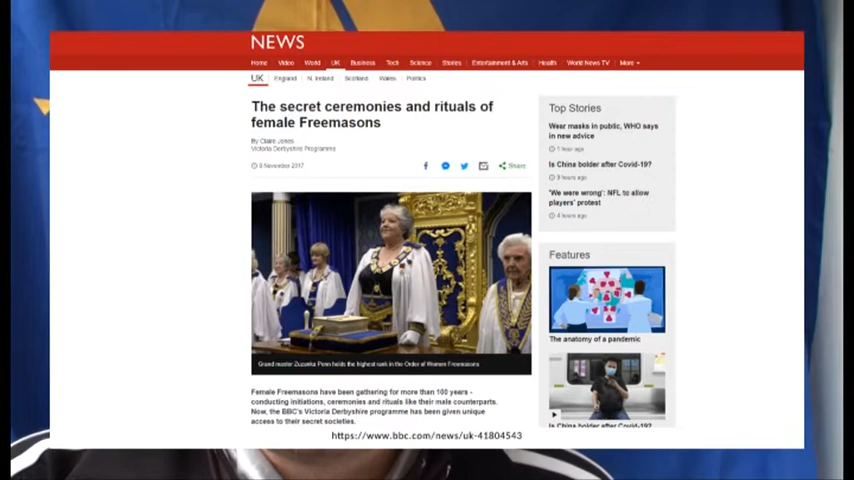 NEWS
Home Video World UK Business Tech Science Stories Entertainment & Arts Health World News TV More
UK England N. Ireland Scotland Wales Politics
The secret ceremonies and rituals of
female Freemasons
By Claire Jones
Victoria Derbyshire Programme
8 November 2017
Share
Grand master Zuzanka Penn holds the highest rank in the Order of Women Freemasons
Female Freemasons have been gathering for more than 100 years -
conducting initiations, ceremonies and rituals like their male counterparts.
Now, the BBC's Victoria Derbyshire programme has been given unique
access to their secret societies.
Top Stories
Wear masks in public, WHO says
in new advice
1 hour ago
Is China bolder after Covid-19?
9 hours ago
'We were wrong': NFL to allow
players' protest
4 hours ago
Features
The anatomy of a pandemic
Is China bolder after Covid-19?
https://www.bbc.com/news/uk-41804543